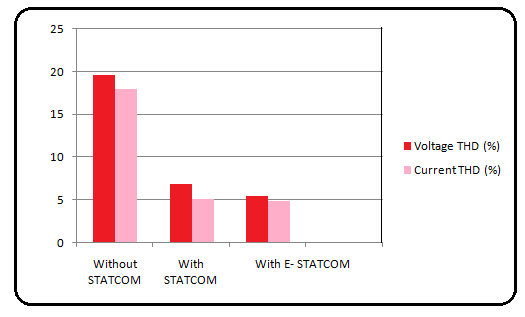 25
20
15
10
5
0
Without
STATCOM
With
STATCOM
With E- STATCOM
Voltage THD (%)
Current THD (%)